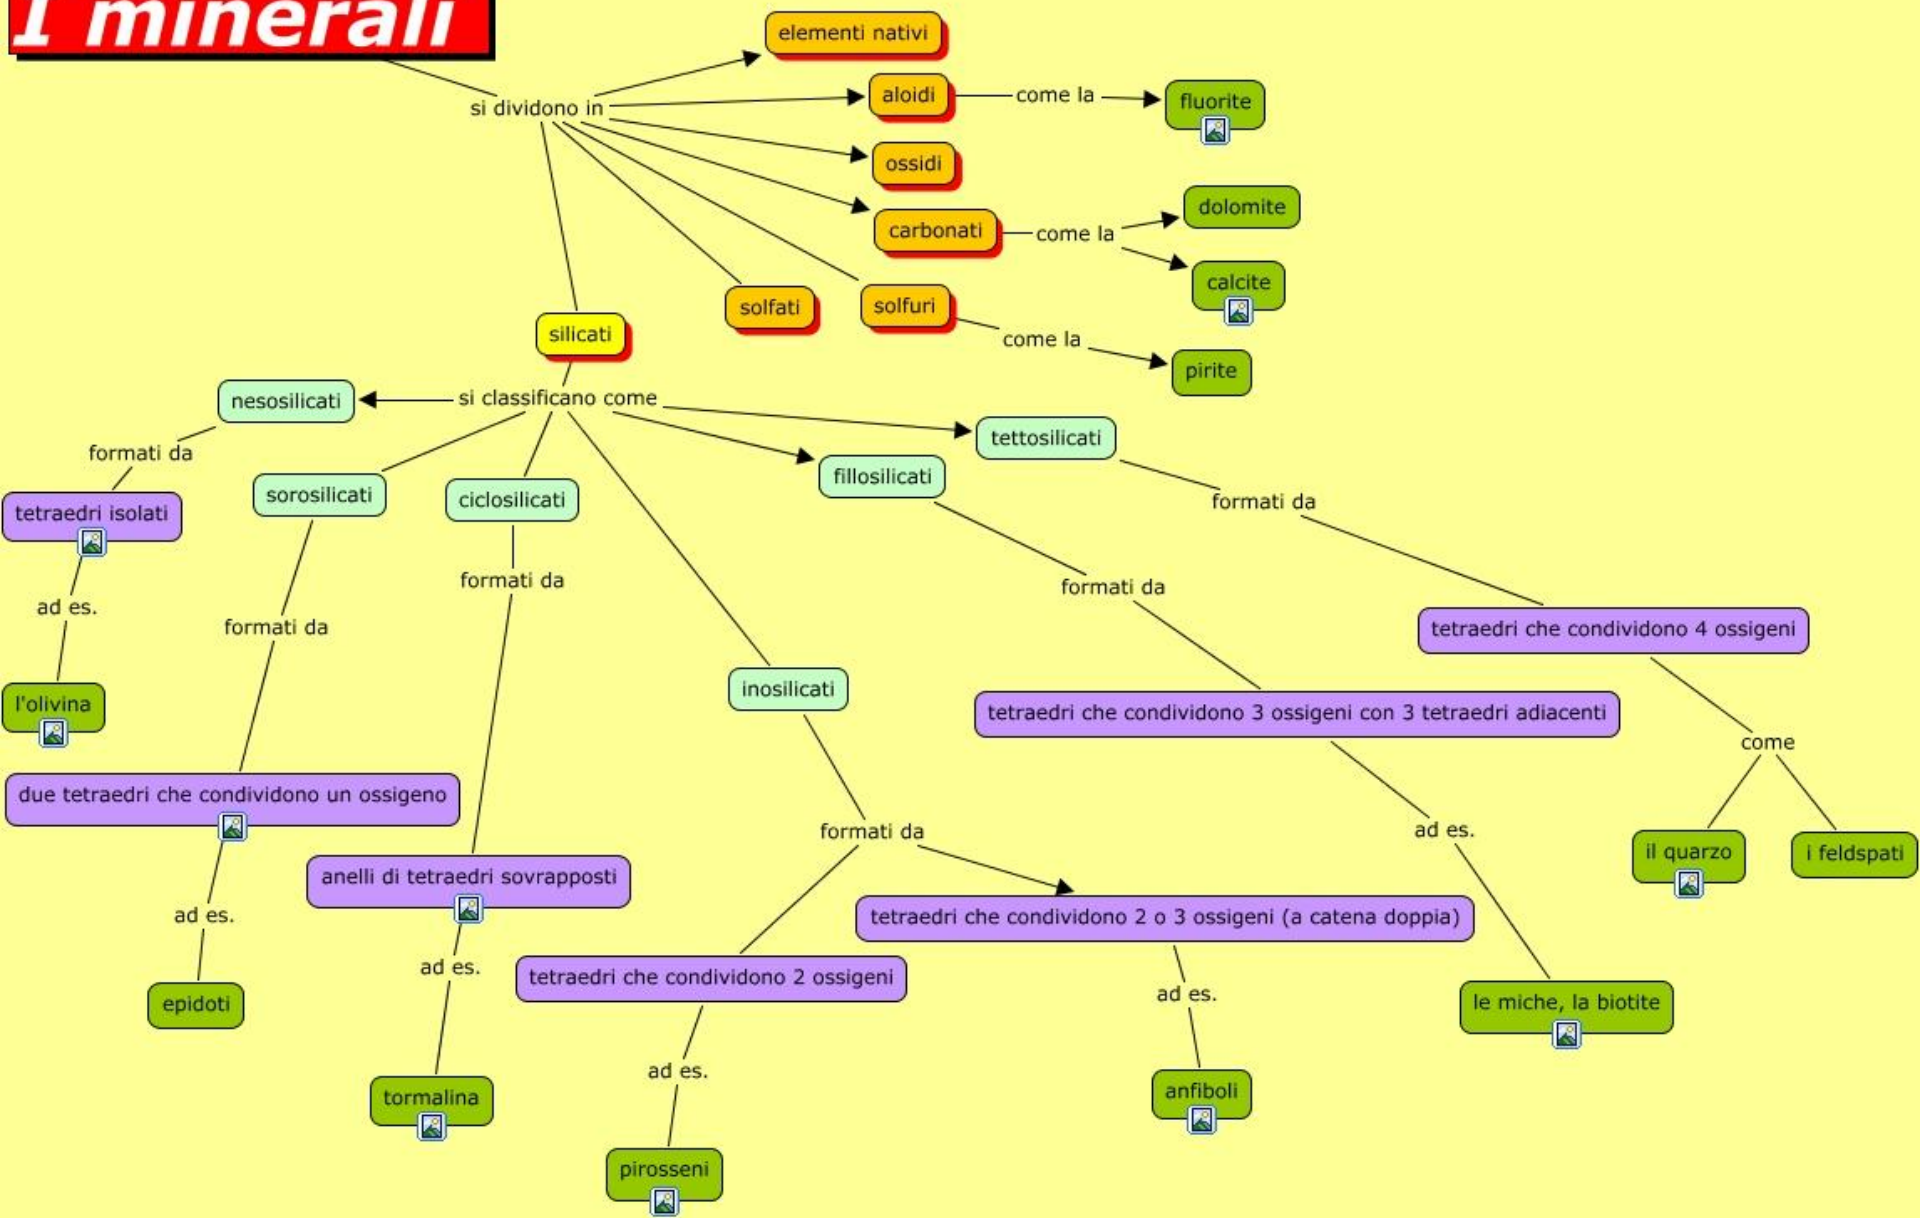 I minerali
elementi nativi
si dividono in
aloidi
come la
fluorite
ossidi
dolomite
carbonati
come la
calcite
solfati
solfuri
come la
pirite
silicati
si classificano come
nesosilicati
tettosilicati
formati da
fillosilicati
sorosilicati
ciclosilicati
formati da
tetraedri isolati
formati da
formati da
ad es.
formati da
tetraedri che condividono 4 ossigeni
l'olivina
inosilicati
tetraedri che condividono 3 ossigeni con 3 tetraedri adiacenti
come
due tetraedri che condividono un ossigeno
formati da
ad es.
il quarzo
i feldspati
anelli di tetraedri sovrapposti
ad es.
tetraedri che condividono 2 o 3 ossigeni (a catena doppia)
ad es.
tetraedri che condividono 2 ossigeni
ad es.
epidoti
le miche, la biotite
ad es.
tormalina
anfiboli
pirosseni